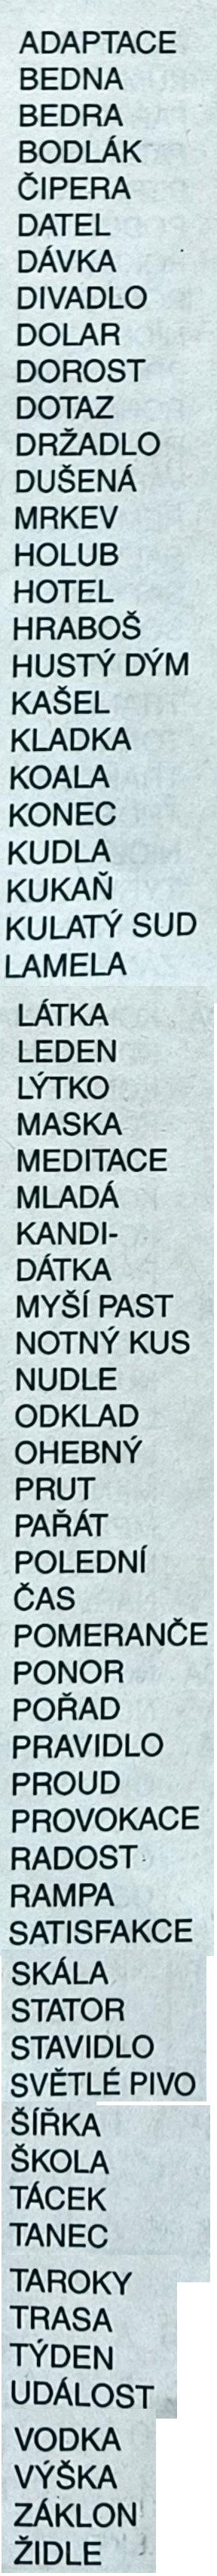 ADAPTACE
BEDNA
BEDRA
BODLÁK
ČIPERA
DATEL
DÁVKA
DIVADLO
DOLAR
DOROST
DOTAZ
DRŽADLO
DUŠENÁ
MRKEV
HOLUB
HOTEL
HRABOŠ
HUSTÝ DÝM
KAŠEL
KLADKA
KOALA
KONEC
KUDLA
KUKAŇ
KULATÝ SUD
LAMELA
LÁTKA
LEDEN
LÝTKO
MASKA
MEDITACE
MLADÁ
KANDI-
DÁTKA
MYŠÍ PAST
NOTNÝ KUS
NUDLE
ODKLAD
OHEBNÝ
PRUT
PAŘÁT
POLEDNÍ
ČAS
POMERANČE
PONOR
POŘAD
PRAVIDLO
PROUD
PROVOKACE
RADOST
RAMPA
SATISFAKCE
SKÁLA
STATOR
STAVIDLO
SVĚTLÉ PIVO
ŠÍŘKA
ŠKOLA
TÁCEK
TANEC
TAROKY
TRASA
TÝDEN
UDÁLOST
VODKA
VÝŠKA
ZÁKLON
ŽIDLE